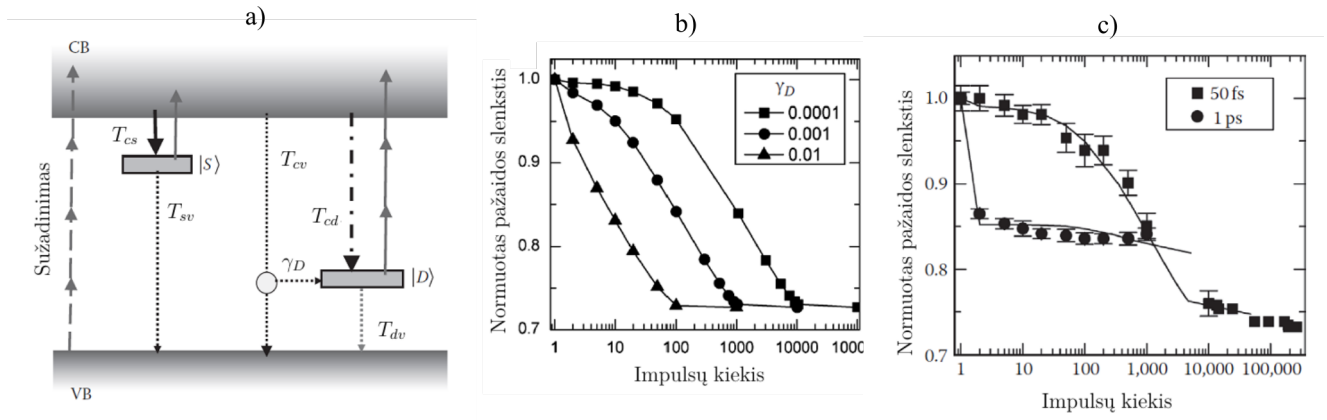 a)
CB
Sužadinimas
T_cs
|S⟩
T_sv
T_cv
T_cd
γ_D
|D⟩
T_dv
VB
b)
Normuotas pažaidos slenkstis
1.0
0.9
0.8
0.7
γ_D
0.0001
0.001
0.01
1
10
100
1000
10000
Impulsų kiekis
c)
Normuotas pažaidos slenkstis
1.0
0.9
0.8
0.7
50 fs
1 ps
1
10
100
1,000
10,000
100,000
Impulsų kiekis